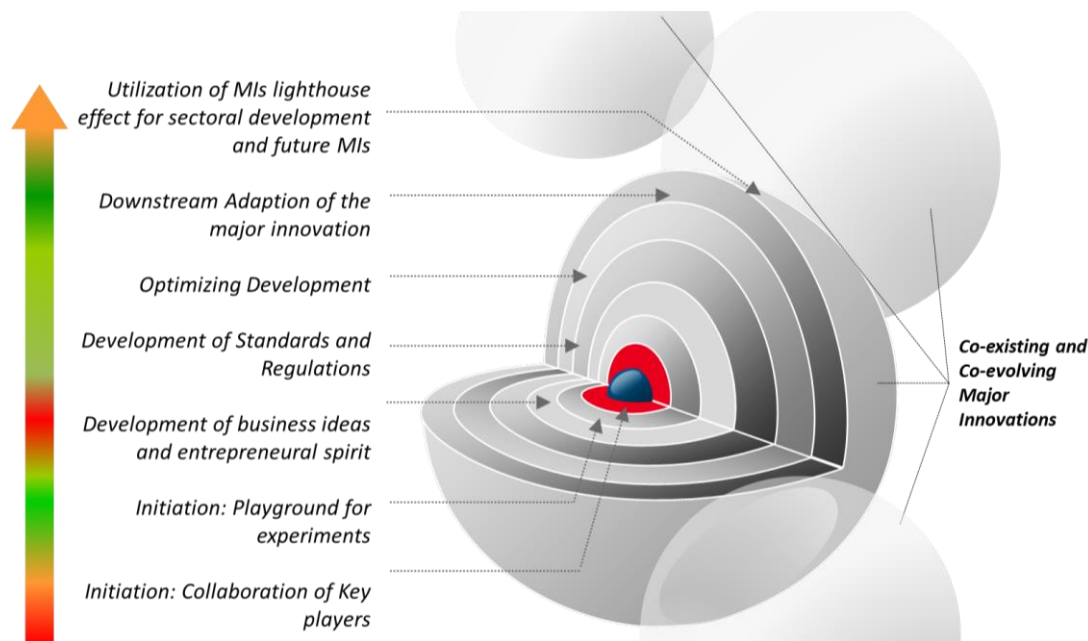 Utilization of MIs lighthouse
effect for sectoral development
and future MIs
Downstream Adaption of the
major innovation
Optimizing Development
Development of Standards and
Regulations
Development of business ideas
and entrepreneural spirit
Initiation: Playground for
experiments
Initiation: Collaboration of Key
players
Co-existing and
Co-evolving
Major
Innovations